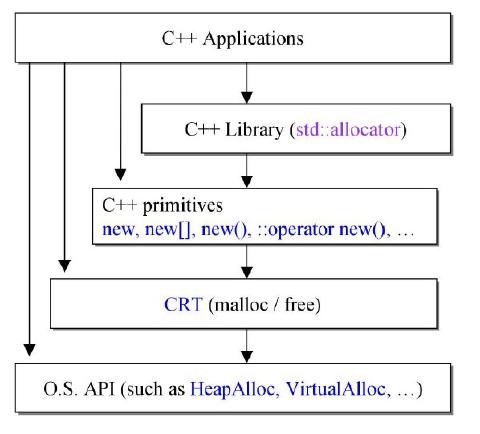 C++ Applications
C++ Library (std::allocator)
C++ primitives
new, new[], new(), ::operator new(), …
CRT (malloc / free)
O.S. API (such as HeapAlloc, VirtualAlloc, …)